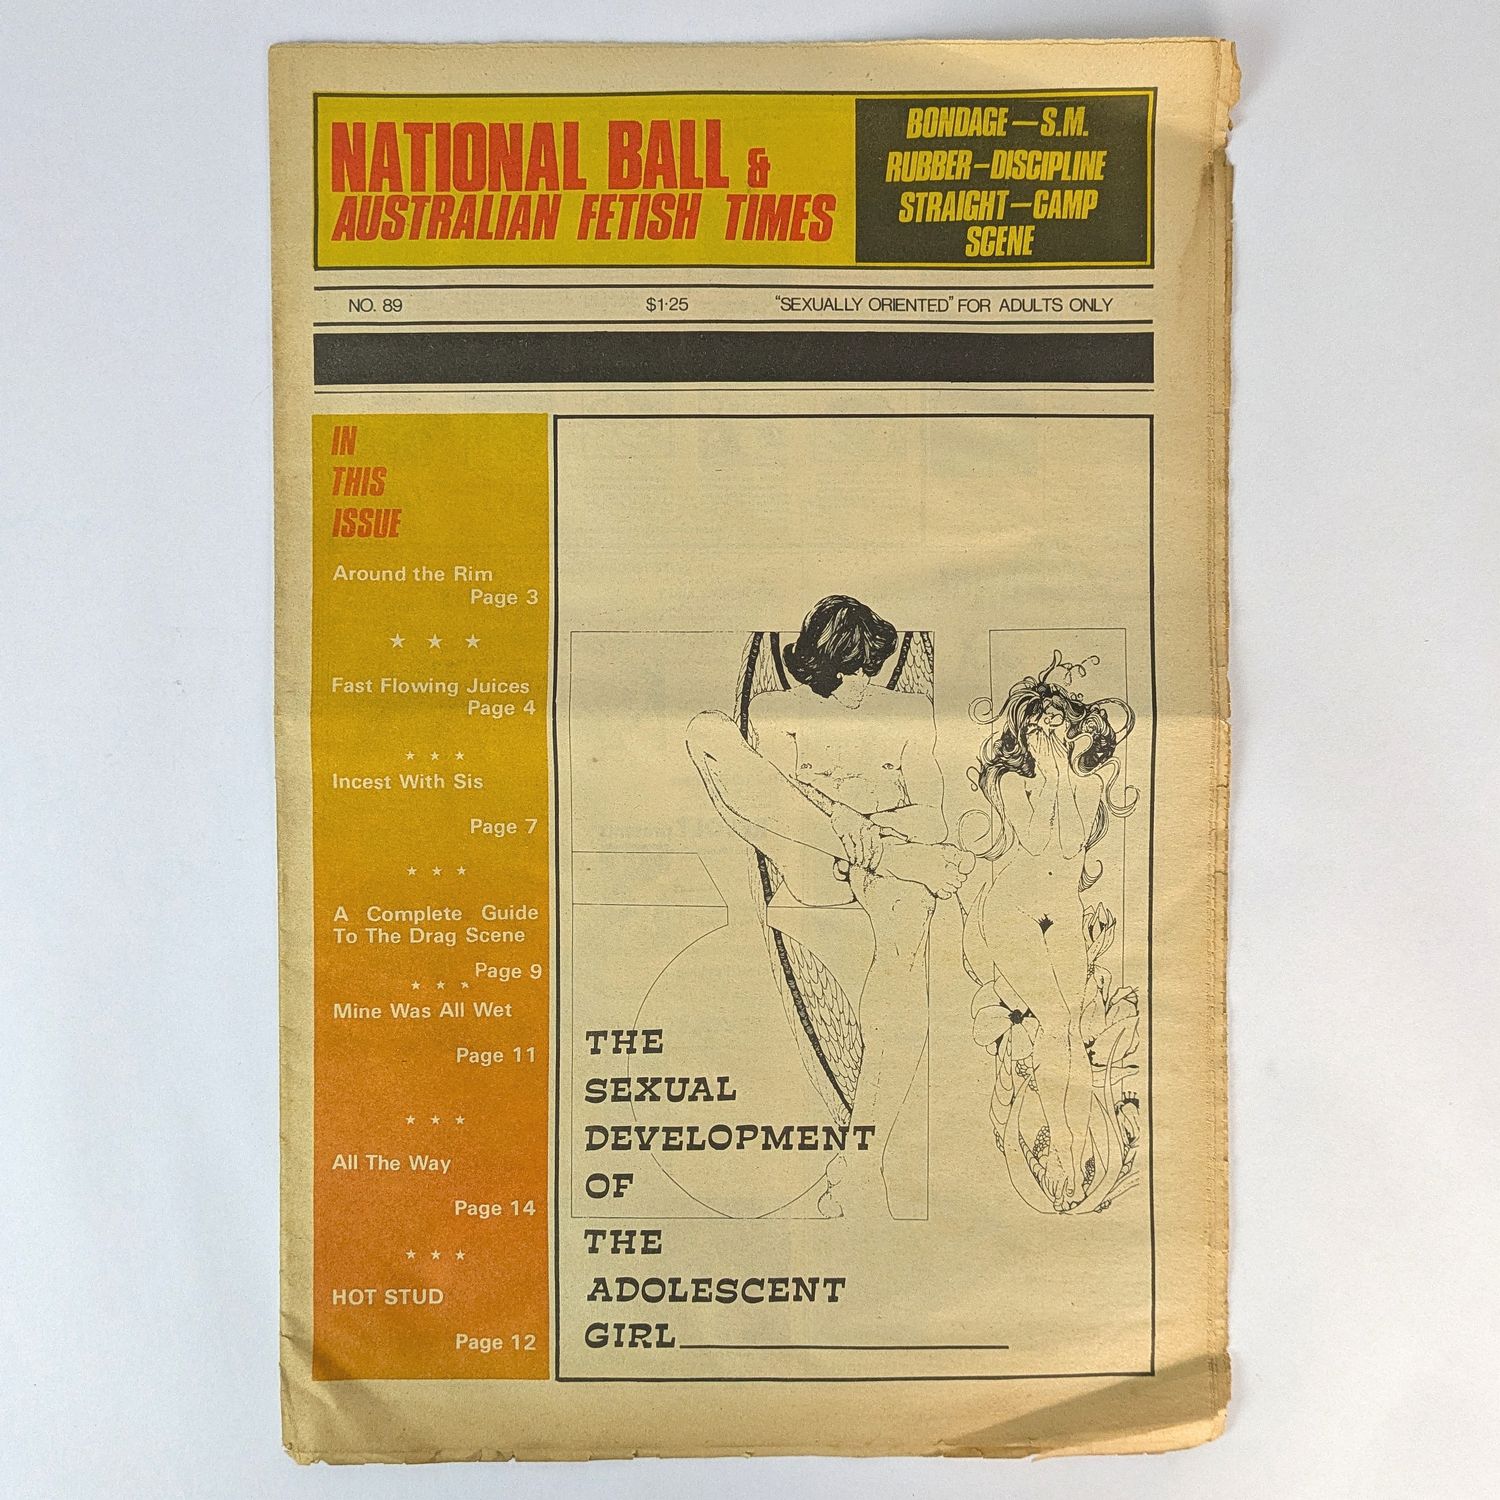 NATIONAL BALL &
AUSTRALIAN FETISH TIMES
BONDAGE — S.M.
RUBBER – DISCIPLINE
STRAIGHT — CAMP
SCENE
NO. 89
$1·25
"SEXUALLY ORIENTED" FOR ADULTS ONLY
IN
THIS
ISSUE
Around the Rim
Page 3
Fast Flowing Juices
Page 4
Incest With Sis
Page 7
A Complete Guide
To The Drag Scene
Page 9
Mine Was All Wet
Page 11
All The Way
Page 14
HOT STUD
Page 12
THE
SEXUAL
DEVELOPMENT
OF
THE
ADOLESCENT
GIRL